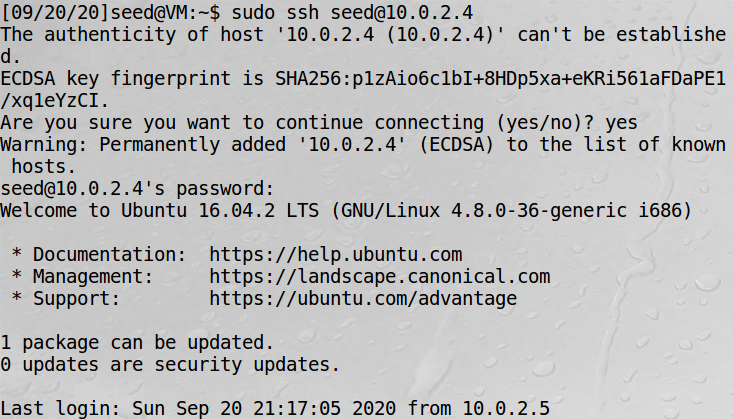 [09/20/20]seed@VM:~$ sudo ssh seed@10.0.2.4
The authenticity of host '10.0.2.4 (10.0.2.4)' can't be establishe
d.
ECDSA key fingerprint is SHA256:p1zAio6c1bI+8HDp5xa+eKRi561aFDaPE1
/xq1eYzCI.
Are you sure you want to continue connecting (yes/no)? yes
Warning: Permanently added '10.0.2.4' (ECDSA) to the list of known
 hosts.
seed@10.0.2.4's password:
Welcome to Ubuntu 16.04.2 LTS (GNU/Linux 4.8.0-36-generic i686)

 * Documentation:  https://help.ubuntu.com
 * Management:     https://landscape.canonical.com
 * Support:        https://ubuntu.com/advantage

1 package can be updated.
0 updates are security updates.

Last login: Sun Sep 20 21:17:05 2020 from 10.0.2.5